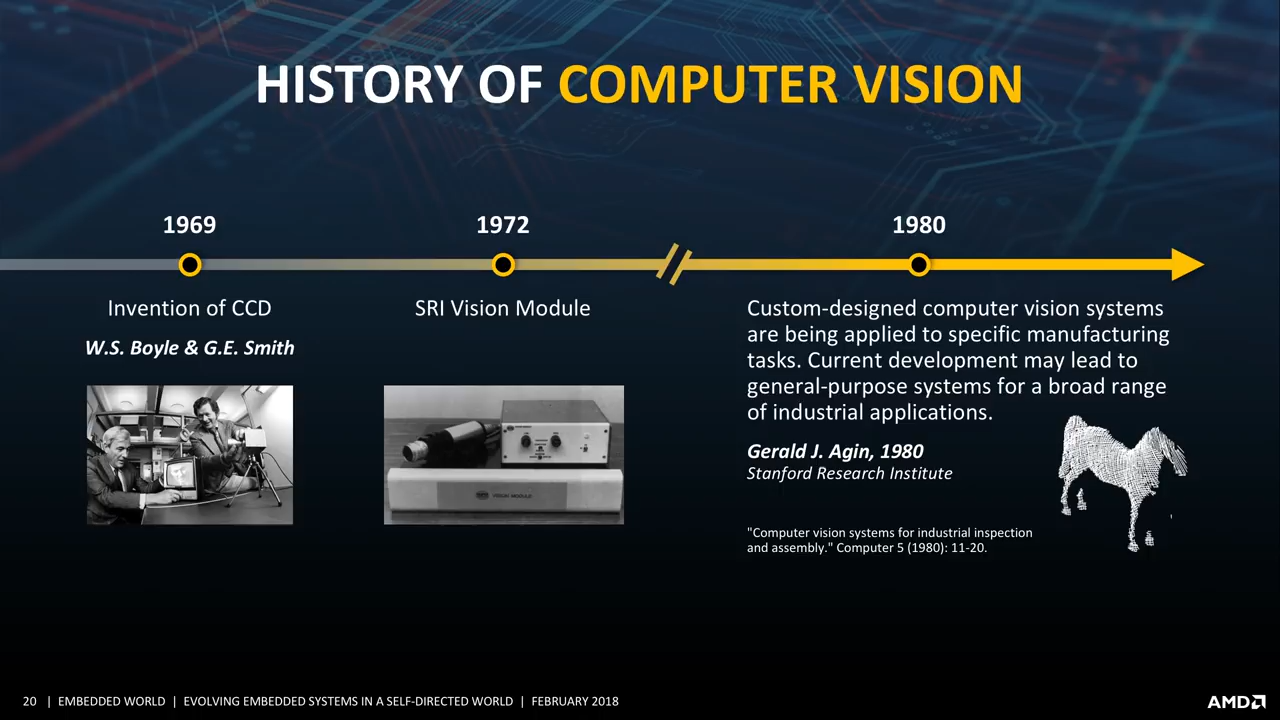 HISTORY OF COMPUTER VISION
1969
1972
1980
Invention of CCD
W.S. Boyle & G.E. Smith
SRI Vision Module
VISION MODULE
Custom-designed computer vision systems
are being applied to specific manufacturing
tasks. Current development may lead to
general-purpose systems for a broad range
of industrial applications.
Gerald J. Agin, 1980
Stanford Research Institute
"Computer vision systems for industrial inspection
and assembly." Computer 5 (1980): 11-20.
20 | EMBEDDED WORLD | EVOLVING EMBEDDED SYSTEMS IN A SELF-DIRECTED WORLD | FEBRUARY 2018
AMD